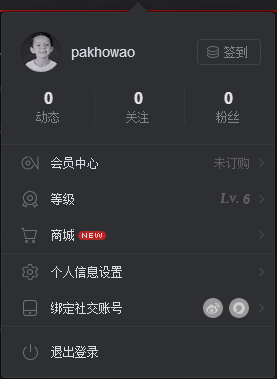 pakhowao 签到
0 0 0
动态 关注 粉丝
会员中心 未订购
等级 Lv. 6
商城 NEW
个人信息设置
绑定社交账号
退出登录